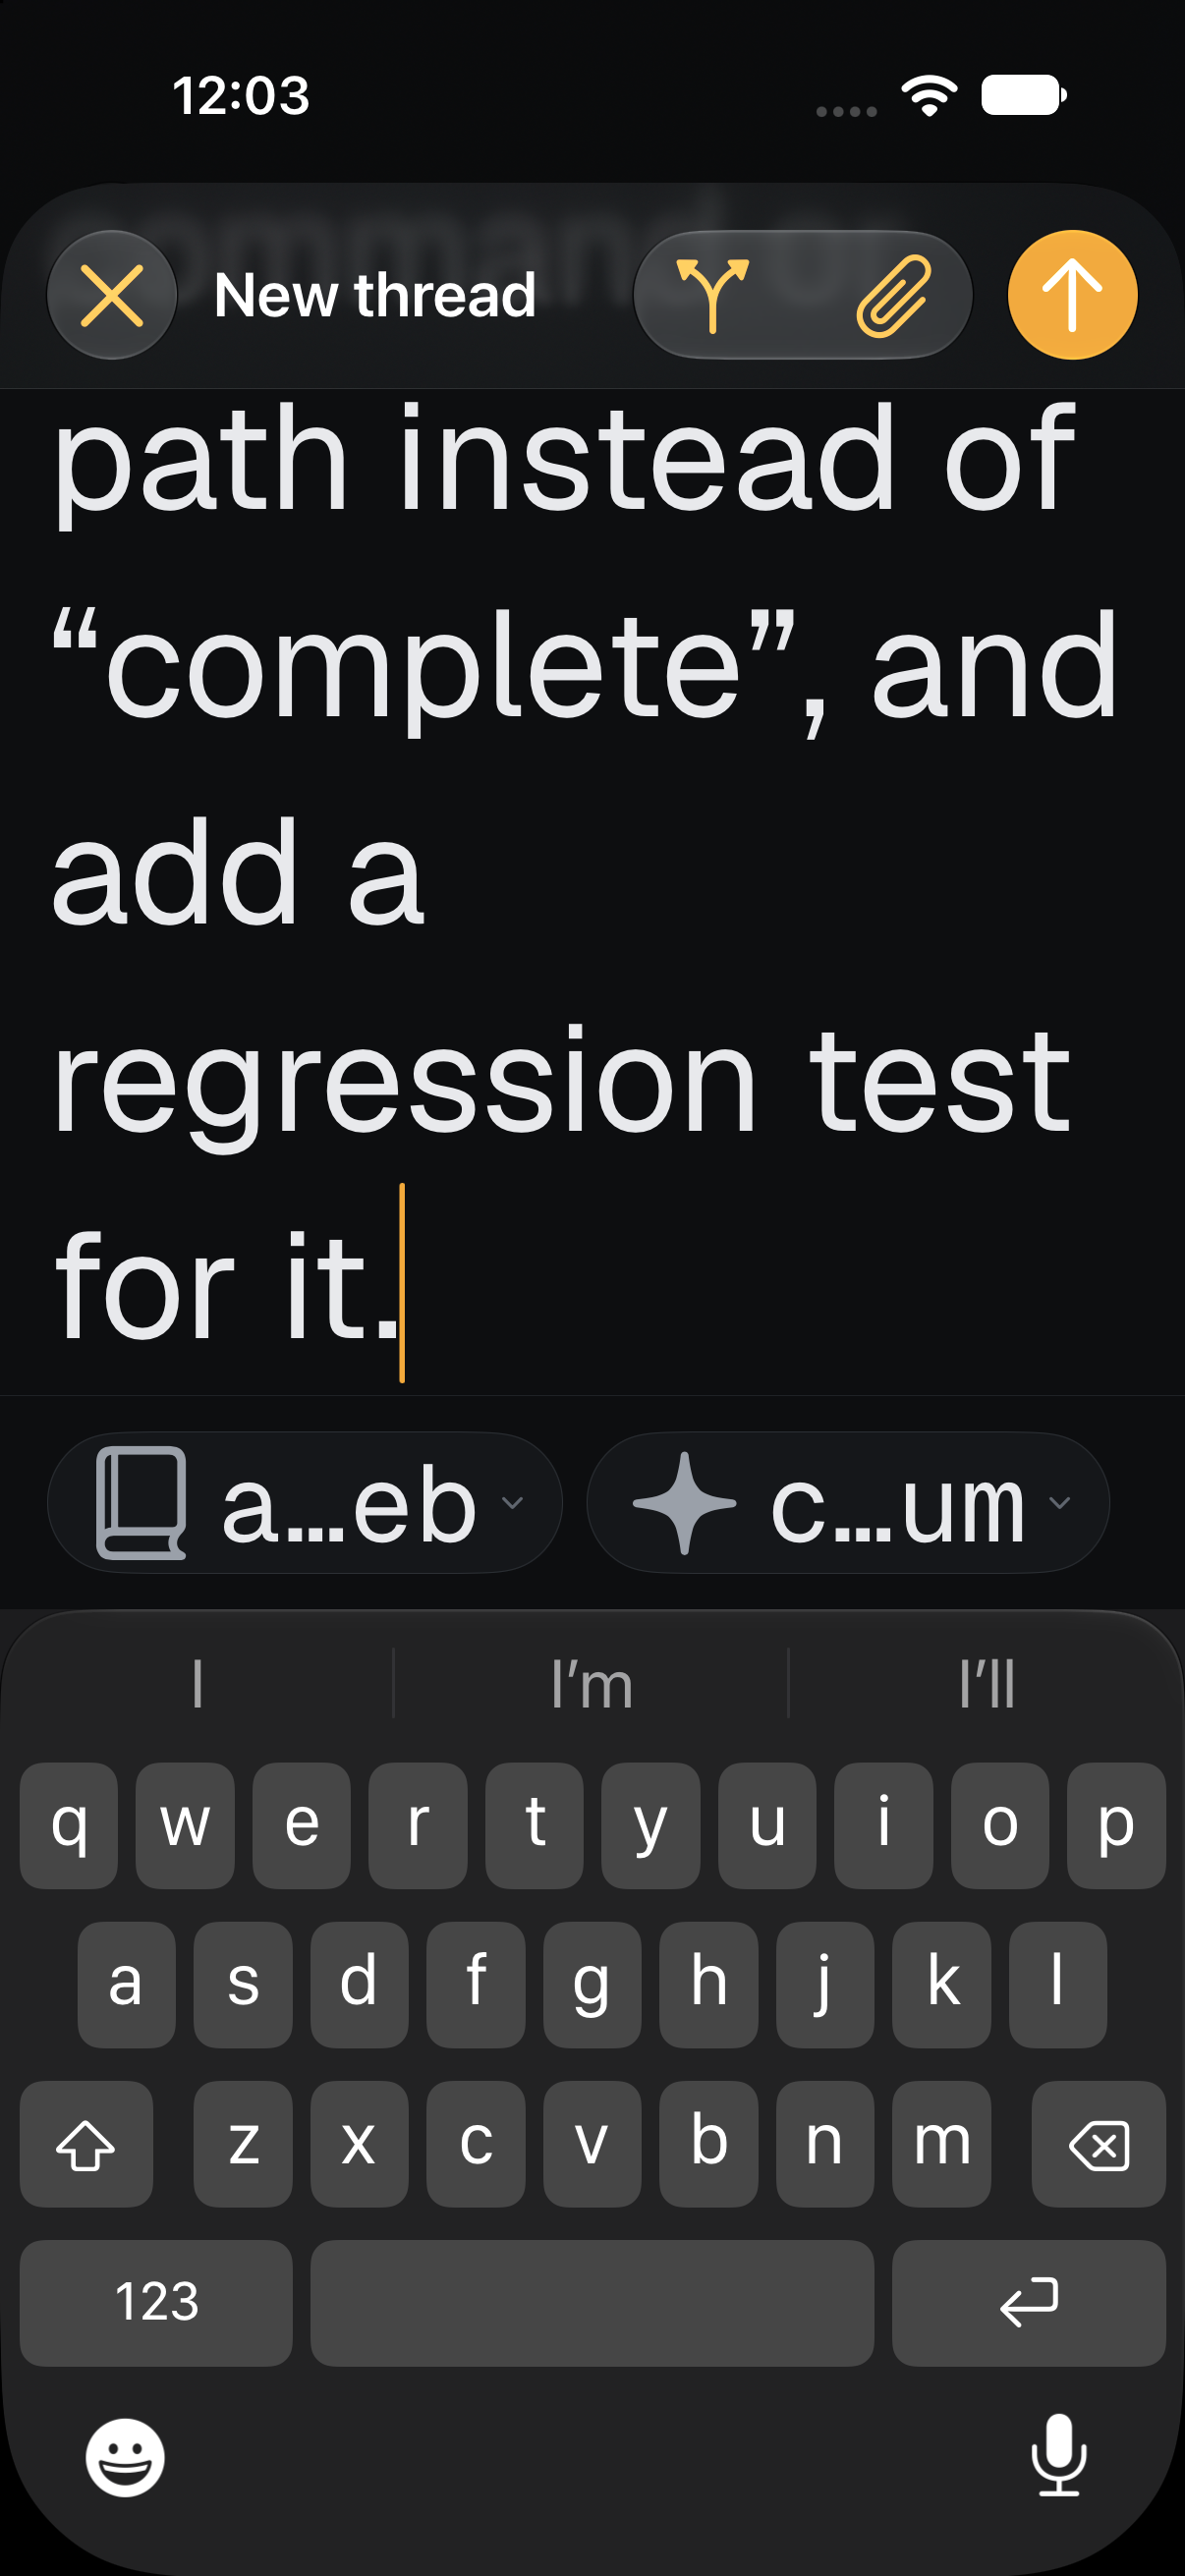 12:03
New thread
path instead of
“complete”, and
add a
regression test
for it.
a…eb
c…um
I
I’m
I’ll
q w e r t y u i o p
a s d f g h j k l
z x c v b n m
123